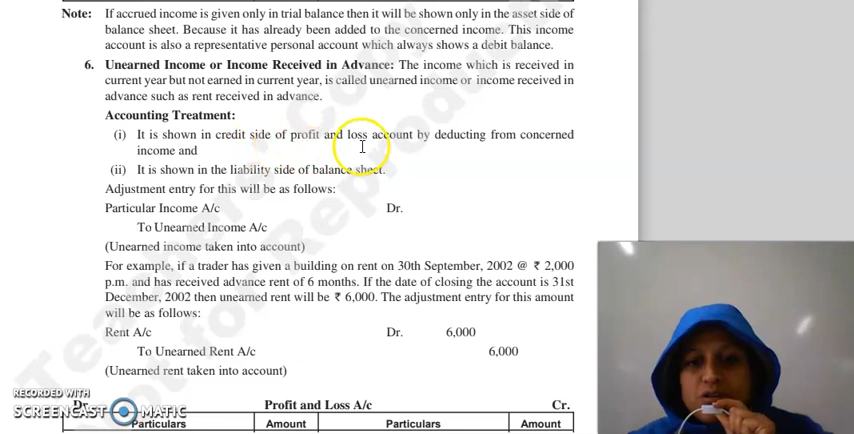 Note: If accrued income is given only in trial balance then it will be shown only in the asset side of
balance sheet. Because it has already been added to the concerned income. This income
account is also a representative personal account which always shows a debit balance.
6. Unearned Income or Income Received in Advance: The income which is received in
current year but not earned in current year, is called unearned income or income received in
advance such as rent received in advance.
Accounting Treatment:
(i) It is shown in credit side of profit and loss account by deducting from concerned
income and
(ii) It is shown in the liability side of balance sheet.
Adjustment entry for this will be as follows:
Particular Income A/c Dr.
To Unearned Income A/c
(Unearned income taken into account)
For example, if a trader has given a building on rent on 30th September, 2002 @ ₹ 2,000
p.m. and has received advance rent of 6 months. If the date of closing the account is 31st
December, 2002 then unearned rent will be ₹ 6,000. The adjustment entry for this amount
will be as follows:
Rent A/c Dr. 6,000
To Unearned Rent A/c 6,000
(Unearned rent taken into account)
Dr. Profit and Loss A/c Cr.
Particulars Amount Particulars Amount
RECORDED WITH
SCREENCAST MATIC
Teachers' Copy
Not for Reproduction